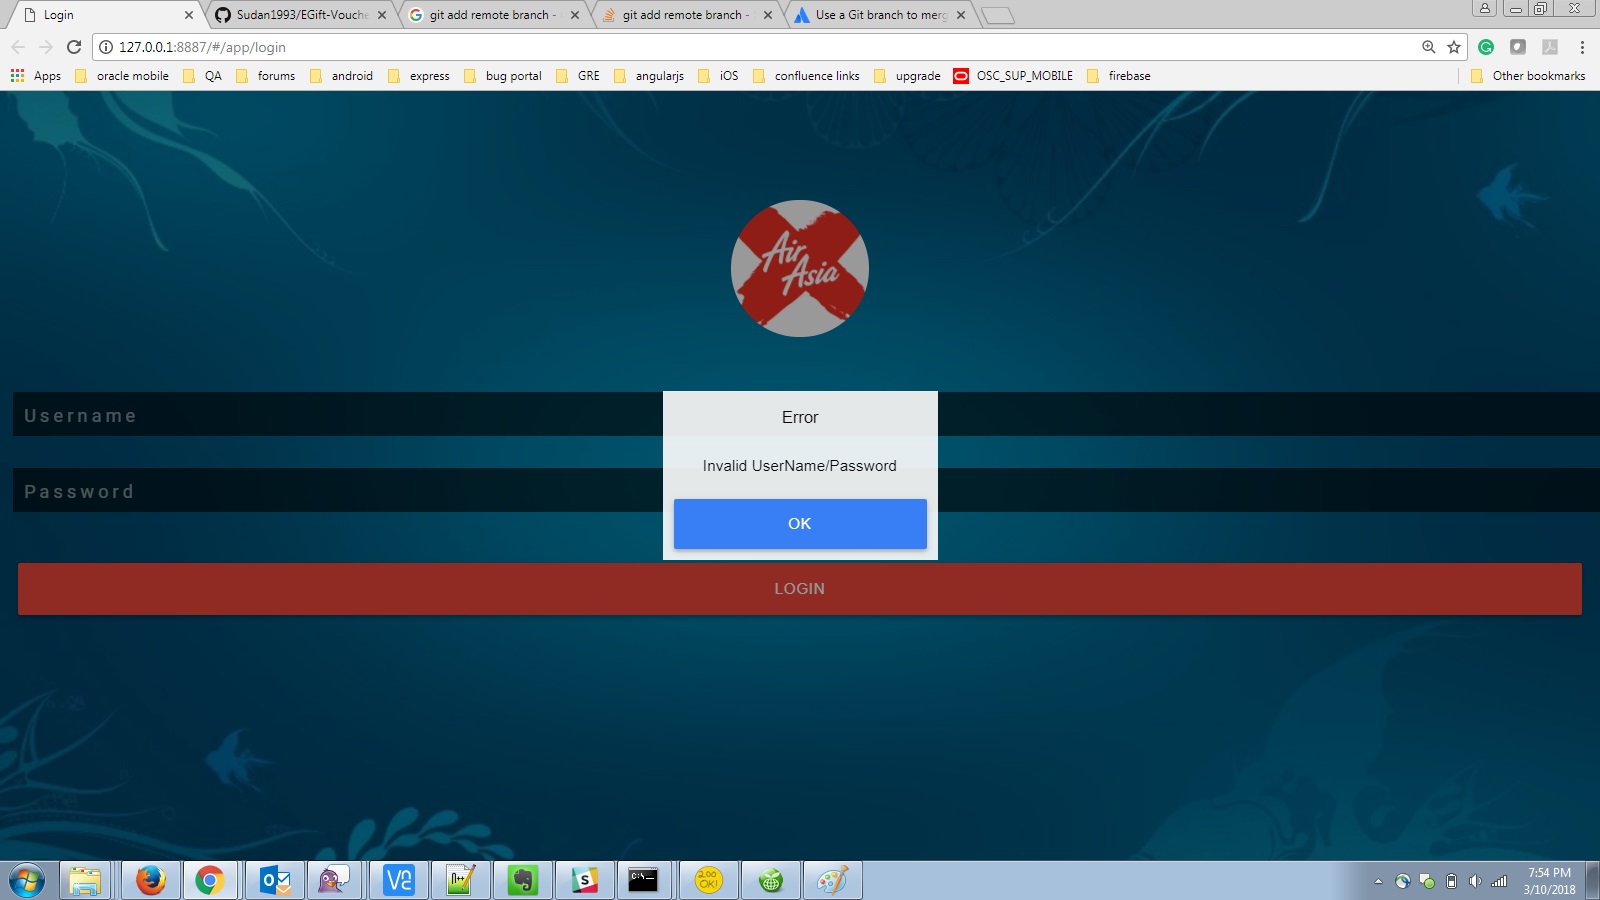 Login
Sudan1993/EGift-Vouche
git add remote branch -
git add remote branch -
Use a Git branch to merg
127.0.0.1:8887/#/app/login
Apps
oracle mobile
QA
forums
android
express
bug portal
GRE
angularjs
iOS
confluence links
upgrade
OSC_SUP_MOBILE
firebase
Other bookmarks
Air
Asia
Username
Error
Invalid UserName/Password
Password
OK
LOGIN
200
OK!
7:54 PM
3/10/2018